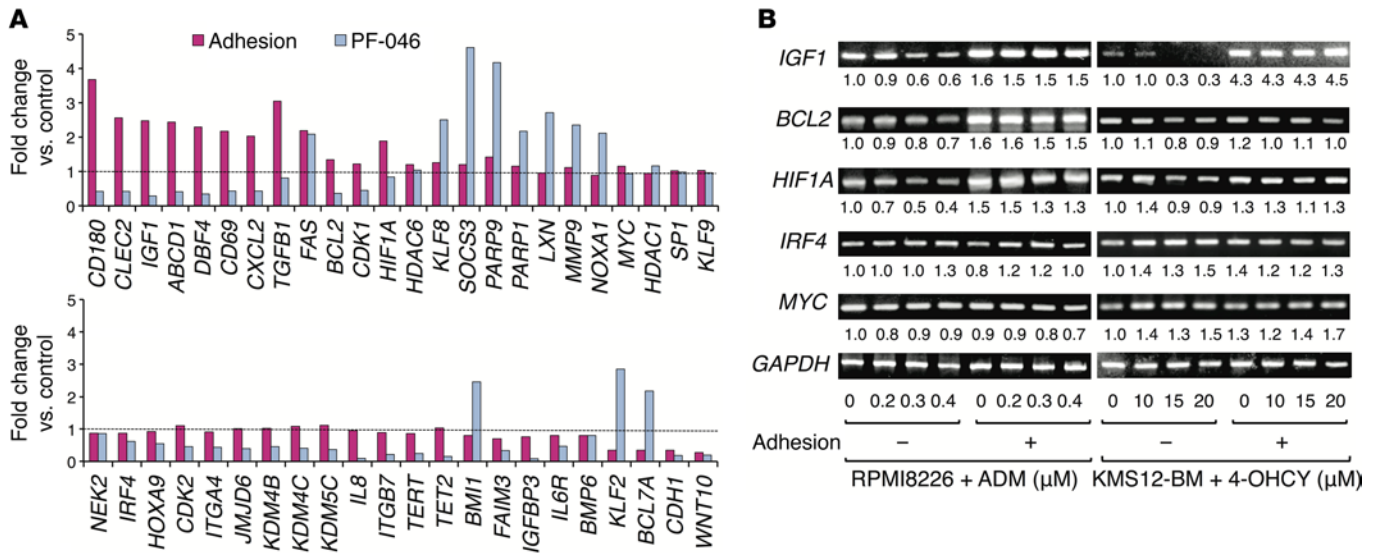 A
Adhesion PF-046
Fold change
vs. control
5
4
3
2
1
0
CD180 CLEC2 IGF1 ABCD1 DBF4 CD69 CXCL2 TGFB1 FAS BCL2 CDK1 HIF1A HDAC6 KLF8 SOCS3 PARP9 PARP1 LXN MMP9 NOXA1 MYC HDAC1 SP1 KLF9
Fold change
vs. control
5
4
3
2
1
0
NEK2 IRF4 HOXA9 CDK2 ITGA4 JMJD6 KDM4B KDM4C KDM5C IL8 ITGB7 TERT TET2 BMI1 FAIM3 IGFBP3 IL6R BMP6 KLF2 BCL7A CDH1 WNT10
B
IGF1
1.0 0.9 0.6 0.6 1.6 1.5 1.5 1.5 1.0 1.0 0.3 0.3 4.3 4.3 4.3 4.5
BCL2
1.0 0.9 0.8 0.7 1.6 1.6 1.5 1.5 1.0 1.1 0.8 0.9 1.2 1.0 1.1 1.0
HIF1A
1.0 0.7 0.5 0.4 1.5 1.5 1.3 1.3 1.0 1.4 0.9 0.9 1.3 1.3 1.1 1.3
IRF4
1.0 1.0 1.0 1.3 0.8 1.2 1.2 1.0 1.0 1.4 1.3 1.5 1.4 1.2 1.2 1.3
MYC
1.0 0.8 0.9 0.9 0.9 0.9 0.8 0.7 1.0 1.4 1.3 1.5 1.3 1.2 1.4 1.7
GAPDH
0 0.2 0.3 0.4 0 0.2 0.3 0.4 0 10 15 20 0 10 15 20
Adhesion − + − +
RPMI8226 + ADM (μM) KMS12-BM + 4-OHCY (μM)